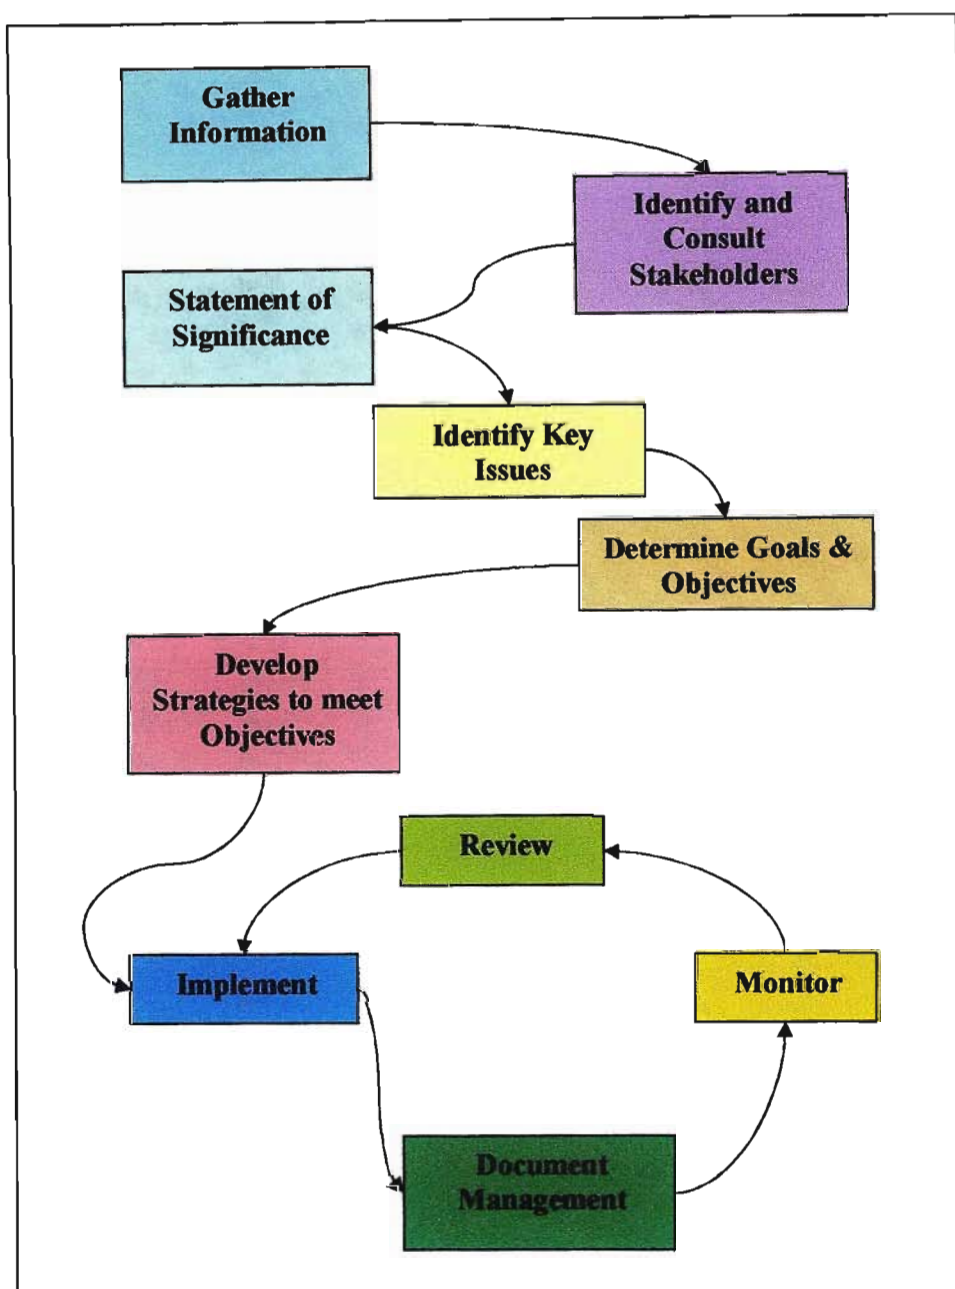 Gather
Information
Identify and
Consult
Stakeholders
Statement of
Significance
Identify Key
Issues
Determine Goals &
Objectives
Develop
Strategies to meet
Objectives
Review
Implement
Monitor
Document
Management